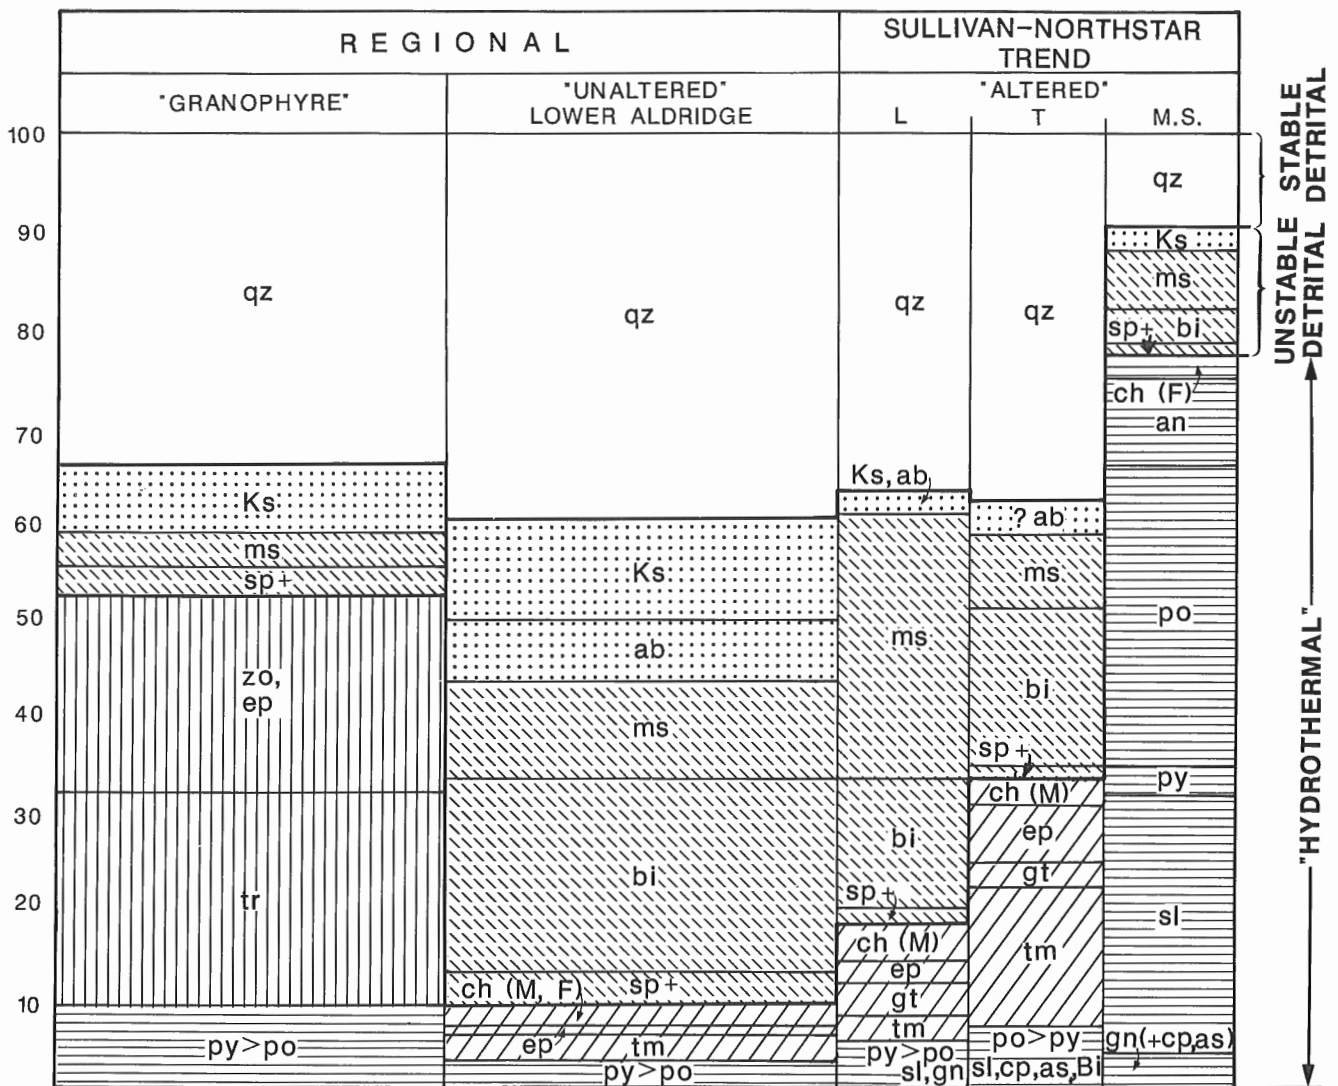 REGIONAL
SULLIVAN–NORTHSTAR
TREND
"GRANOPHYRE"
"UNALTERED"
LOWER ALDRIDGE
"ALTERED"
L
T
M.S.
100
90
80
70
60
50
40
30
20
10
qz
Ks
ms
sp+
zo,
ep
tr
py>po
qz
Ks
ab
ms
bi
sp+
ch (M, F)
ep
tm
py>po
qz
Ks, ab
ms
bi
sp+
ch (M)
ep
gt
tm
py>po
sl,gn
qz
? ab
ms
bi
sp+
ch (M)
ep
gt
tm
po>py
sl,cp,as,Bi
qz
Ks
ms
sp+ bi
ch (F)
an
po
py
sl
gn(+cp,as)
STABLE
DETRITAL
UNSTABLE
DETRITAL
"HYDROTHERMAL"